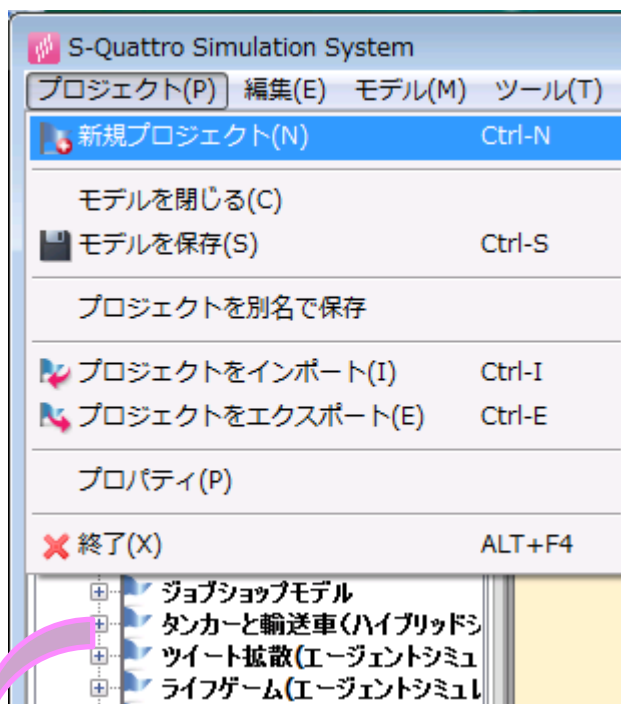 S-Quattro Simulation System
プロジェクト(P) 編集(E) モデル(M) ツール(T)
新規プロジェクト(N) Ctrl-N
モデルを閉じる(C)
モデルを保存(S) Ctrl-S
プロジェクトを別名で保存
プロジェクトをインポート(I) Ctrl-I
プロジェクトをエクスポート(E) Ctrl-E
プロパティ(P)
終了(X) ALT+F4
ジョブショップモデル
タンカーと輸送車(ハイブリッドシ
ツイート拡散(エージェントシミュ
ライフゲーム(エージェントシミュレ